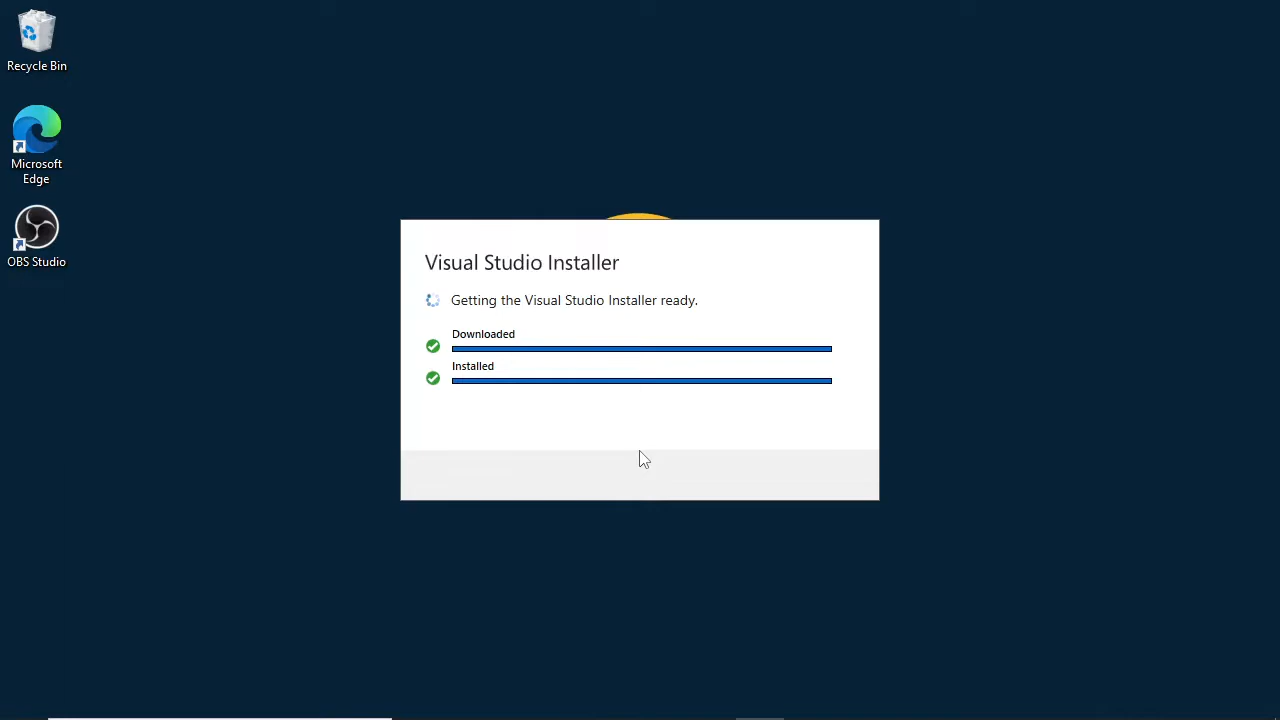 Recycle Bin
Microsoft
Edge
OBS Studio
Visual Studio Installer
Getting the Visual Studio Installer ready.
Downloaded
Installed